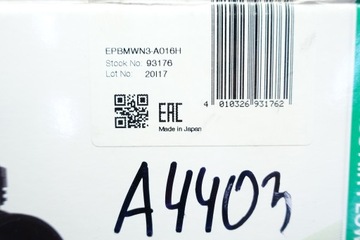 EPBMWN3-A016H
Stock No. 93176
Lot No. 20I17
4 010326 931762
EAC
Made in Japan
A4403